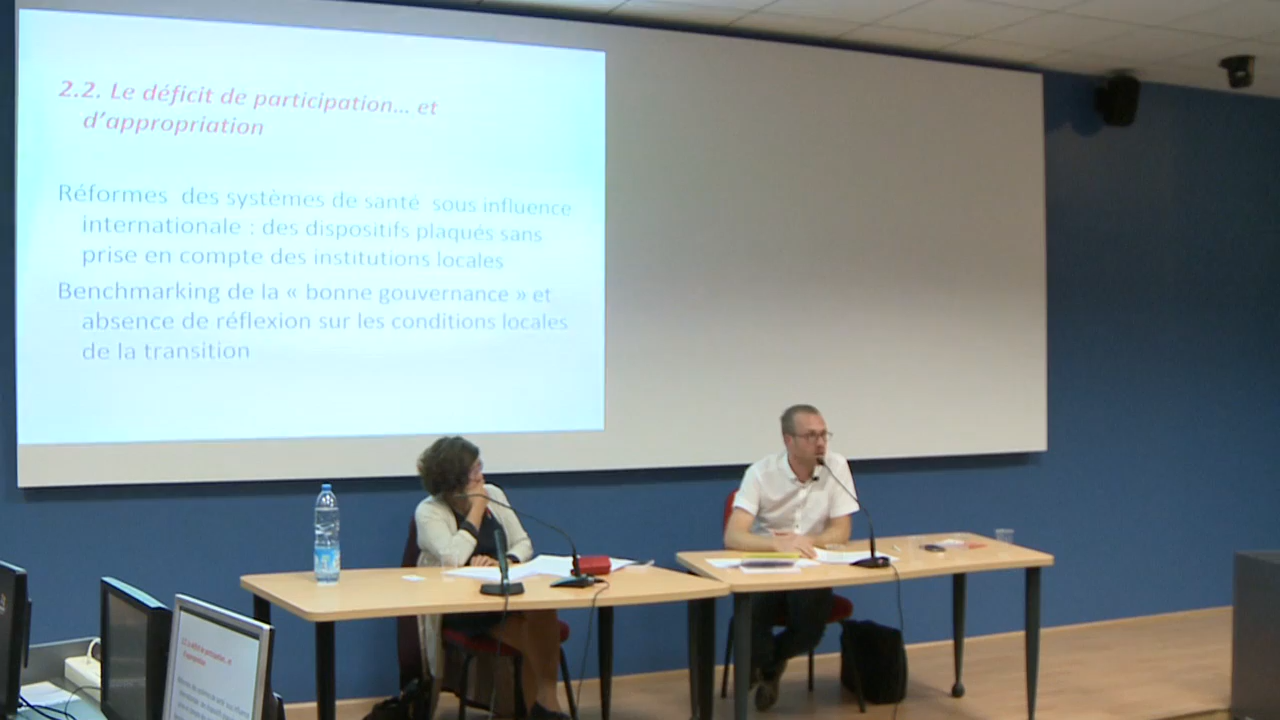 2.2. Le déficit de participation... et
d'appropriation
Réformes des systèmes de santé sous influence
internationale : des dispositifs plaqués sans
prise en compte des institutions locales
Benchmarking de la « bonne gouvernance » et
absence de réflexion sur les conditions locales
de la transition